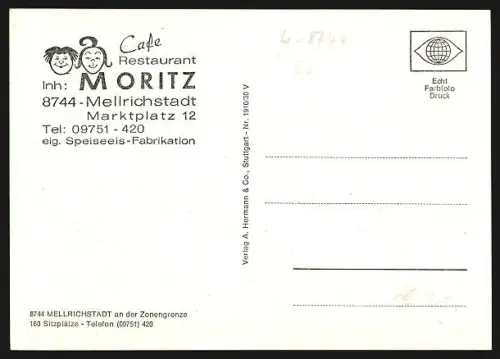 Café
Restaurant
Inh: MORITZ
8744 - Mellrichstadt
Marktplatz 12
Tel: 09751 - 420
eig. Speiseeis-Fabrikation
Echt
Farbfoto
Druck
Verlag A. Hermann & Co., Stuttgart - Nr. 1910/30 V
8744 MELLRICHSTADT an der Zonengrenze
160 Sitzplätze - Telefon (09751) 420